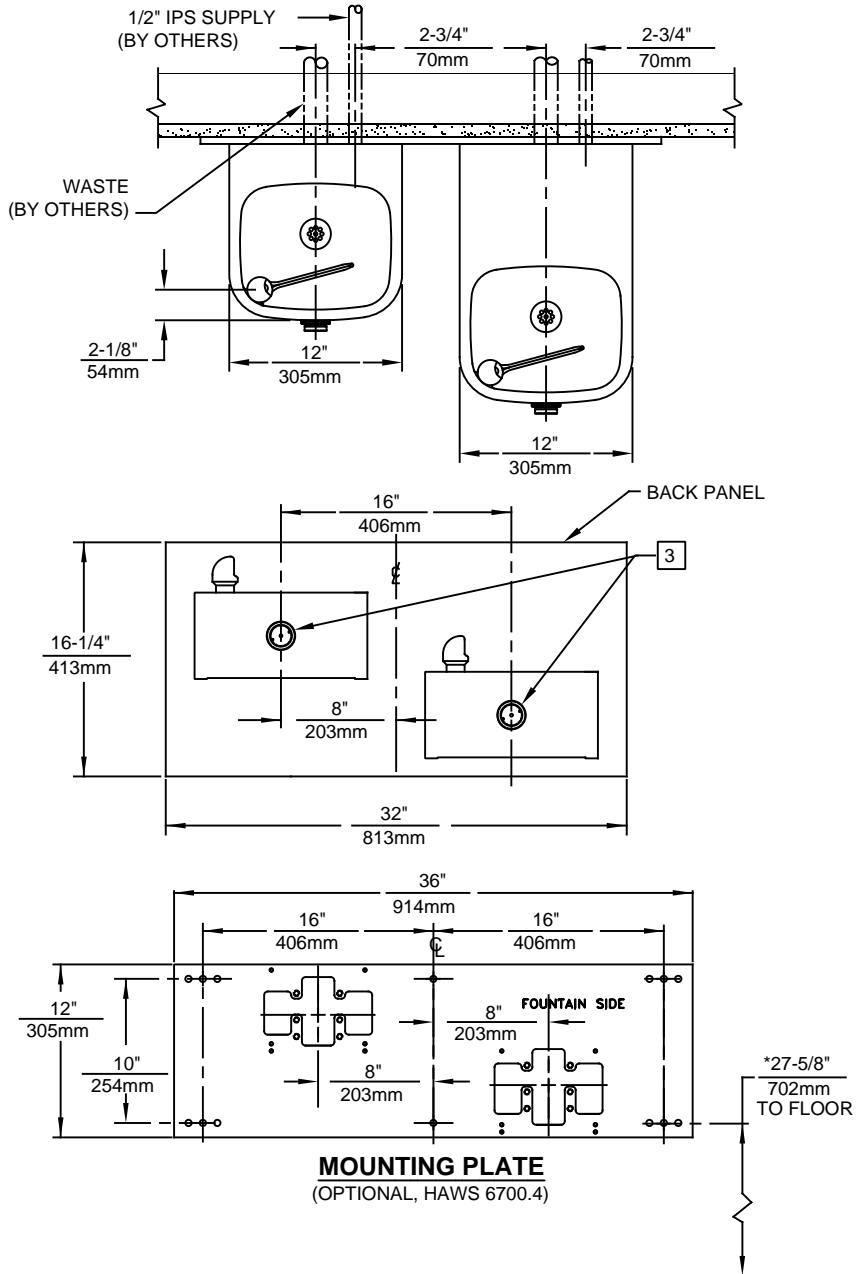 1/2" IPS SUPPLY
(BY OTHERS)
2-3/4"
70mm
2-3/4"
70mm
WASTE
(BY OTHERS)
2-1/8"
54mm
12"
305mm
12"
305mm
16"
406mm
BACK PANEL
3
℄
16-1/4"
413mm
8"
203mm
32"
813mm
36"
914mm
16"
406mm
16"
406mm
℄
12"
305mm
10"
254mm
FOUNTAIN SIDE
8"
203mm
8"
203mm
*27-5/8"
702mm
TO FLOOR
MOUNTING PLATE
(OPTIONAL, HAWS 6700.4)